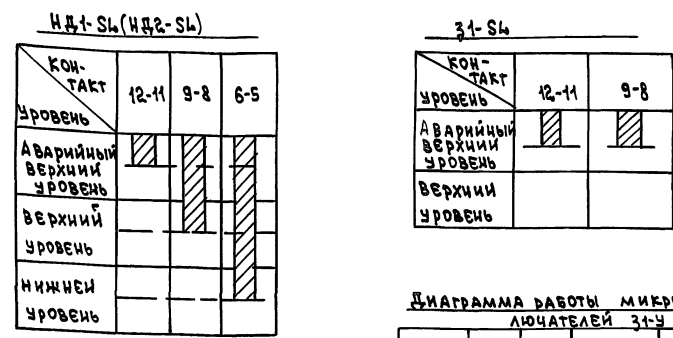 НД1-SL(НД2-SL)
КОН-
ТАКТ
УРОВЕНЬ
12-11
9-8
6-5
АВАРИЙНЫЙ
ВЕРХНИЙ
УРОВЕНЬ
ВЕРХНИЙ
УРОВЕНЬ
НИЖНЕЙ
УРОВЕНЬ
31-SL
КОН-
ТАКТ
УРОВЕНЬ
12-11
9-8
АВАРИЙНЫЙ
ВЕРХНИЙ
УРОВЕНЬ
ВЕРХНИЙ
УРОВЕНЬ
ДИАГРАММА РАБОТЫ МИКР
ЛЮЧАТЕЛЕЙ 31-У